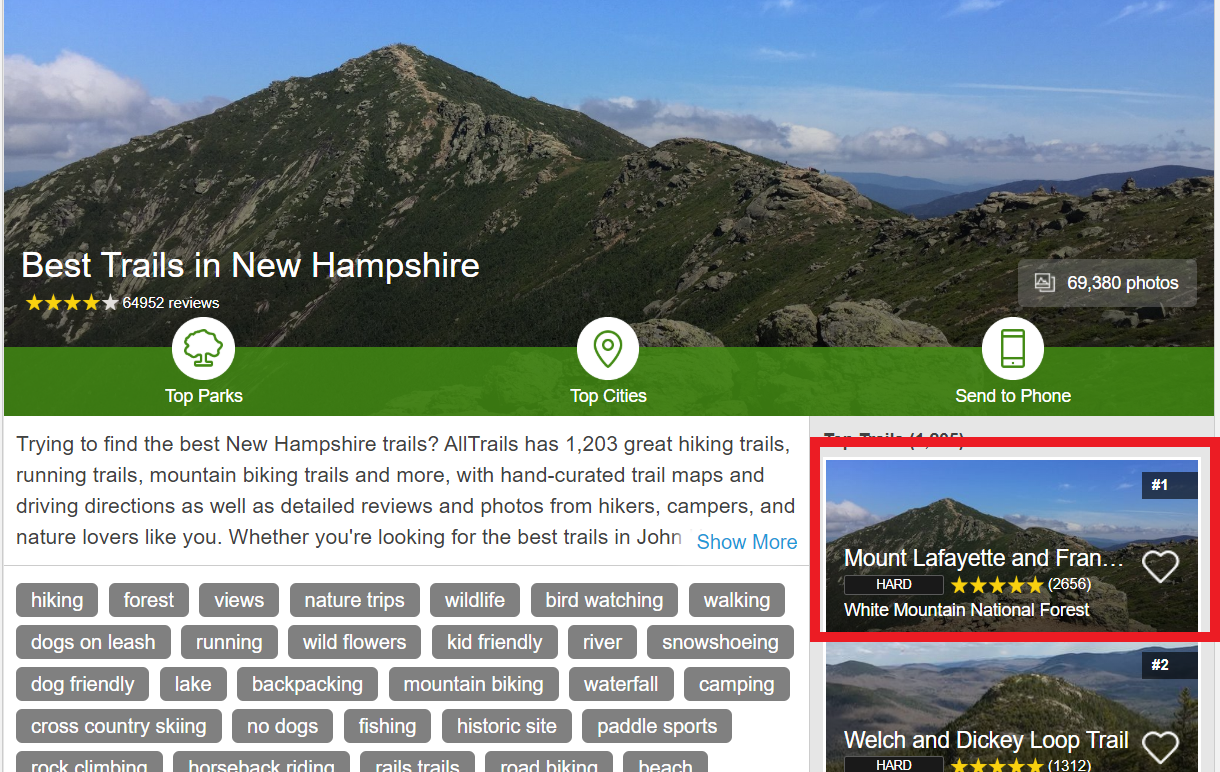 Best Trails in New Hampshire
64952 reviews
69,380 photos
Top Parks
Top Cities
Send to Phone
Trying to find the best New Hampshire trails? AllTrails has 1,203 great hiking trails,
running trails, mountain biking trails and more, with hand-curated trail maps and
driving directions as well as detailed reviews and photos from hikers, campers, and
nature lovers like you. Whether you're looking for the best trails in John
Show More
hiking forest views nature trips wildlife bird watching walking
dogs on leash running wild flowers kid friendly river snowshoeing
dog friendly lake backpacking mountain biking waterfall camping
cross country skiing no dogs fishing historic site paddle sports
rock climbing horseback riding rails trails road biking beach
Top Trails
#1
Mount Lafayette and Fran...
HARD (2656)
White Mountain National Forest
#2
Welch and Dickey Loop Trail
HARD (1312)